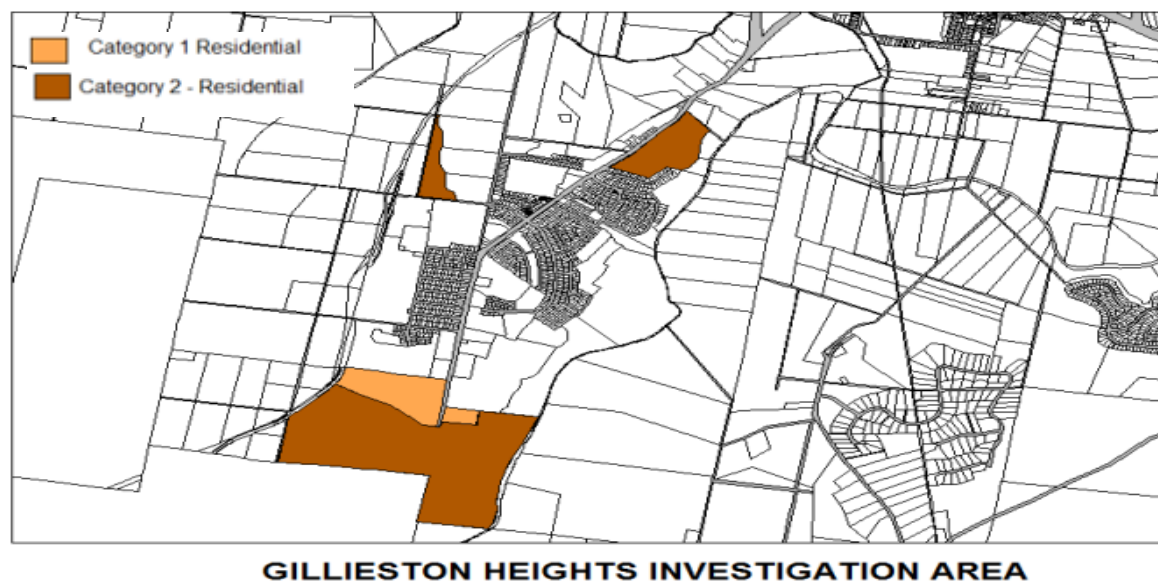 Category 1 Residential
Category 2 - Residential
GILLIESTON HEIGHTS INVESTIGATION AREA